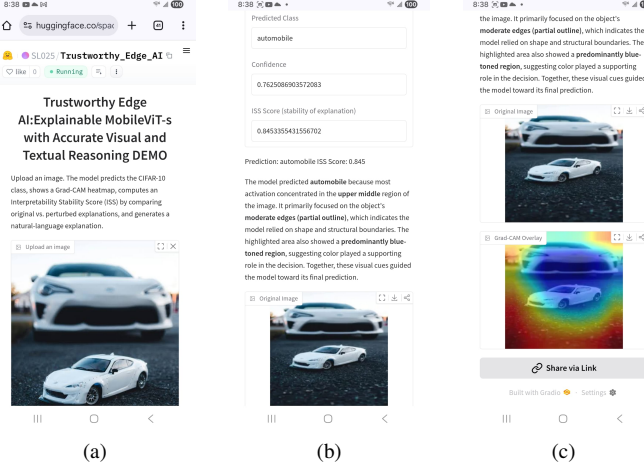 8:38
100
huggingface.co/spac
SL025/Trustworthy_Edge_AI
like 0
Running
Trustworthy Edge
AI:Explainable MobileViT-s
with Accurate Visual and
Textual Reasoning DEMO
Upload an image. The model predicts the CIFAR-10
class, shows a Grad-CAM heatmap, computes an
Interpretability Stability Score (ISS) by comparing
original vs. perturbed explanations, and generates a
natural-language explanation.
Upload an image
(a)
8:38
100
Predicted Class
automobile
Confidence
0.7625086903572083
ISS Score (stability of explanation)
0.8453355431556702
Prediction: automobile ISS Score: 0.845
The model predicted automobile because most
activation concentrated in the upper middle region of
the image. It primarily focused on the object's
moderate edges (partial outline), which indicates the
model relied on shape and structural boundaries. The
highlighted area also showed a predominantly blue-
toned region, suggesting color played a supporting
role in the decision. Together, these visual cues guided
the model toward its final prediction.
Original Image
(b)
8:38
the image. It primarily focused on the object's
moderate edges (partial outline), which indicates the
model relied on shape and structural boundaries. The
highlighted area also showed a predominantly blue-
toned region, suggesting color played a supporting
role in the decision. Together, these visual cues guided
the model toward its final prediction.
Original Image
Grad-CAM Overlay
Share via Link
Built with Gradio · Settings
(c)